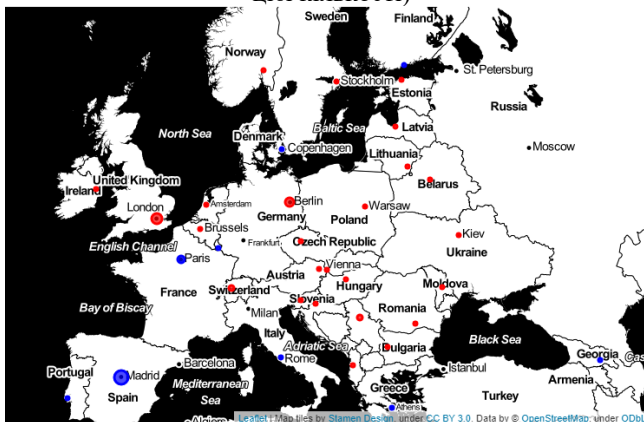 Sweden
Finland
Norway
Stockholm
St. Petersburg
Estonia
Russia
North Sea
Baltic Sea
Denmark
Latvia
Copenhagen
Moscow
Lithuania
United Kingdom
Ireland
Belarus
London
Amsterdam
Berlin
Warsaw
Germany
Poland
Brussels
Kiev
English Channel
Frankfurt
Czech Republic
Ukraine
Paris
Vienna
Austria
Hungary
Moldova
France
Switzerland
Slovenia
Bay of Biscay
Milan
Romania
Italy
Adriatic Sea
Black Sea
Bulgaria
Georgia
Rome
Portugal
Barcelona
Istanbul
Madrid
Mediterranean
Sea
Armenia
Spain
Greece
Turkey
Athens
Leaflet | Map tiles by Stamen Design, under CC BY 3.0. Data by © OpenStreetMap, under ODbL